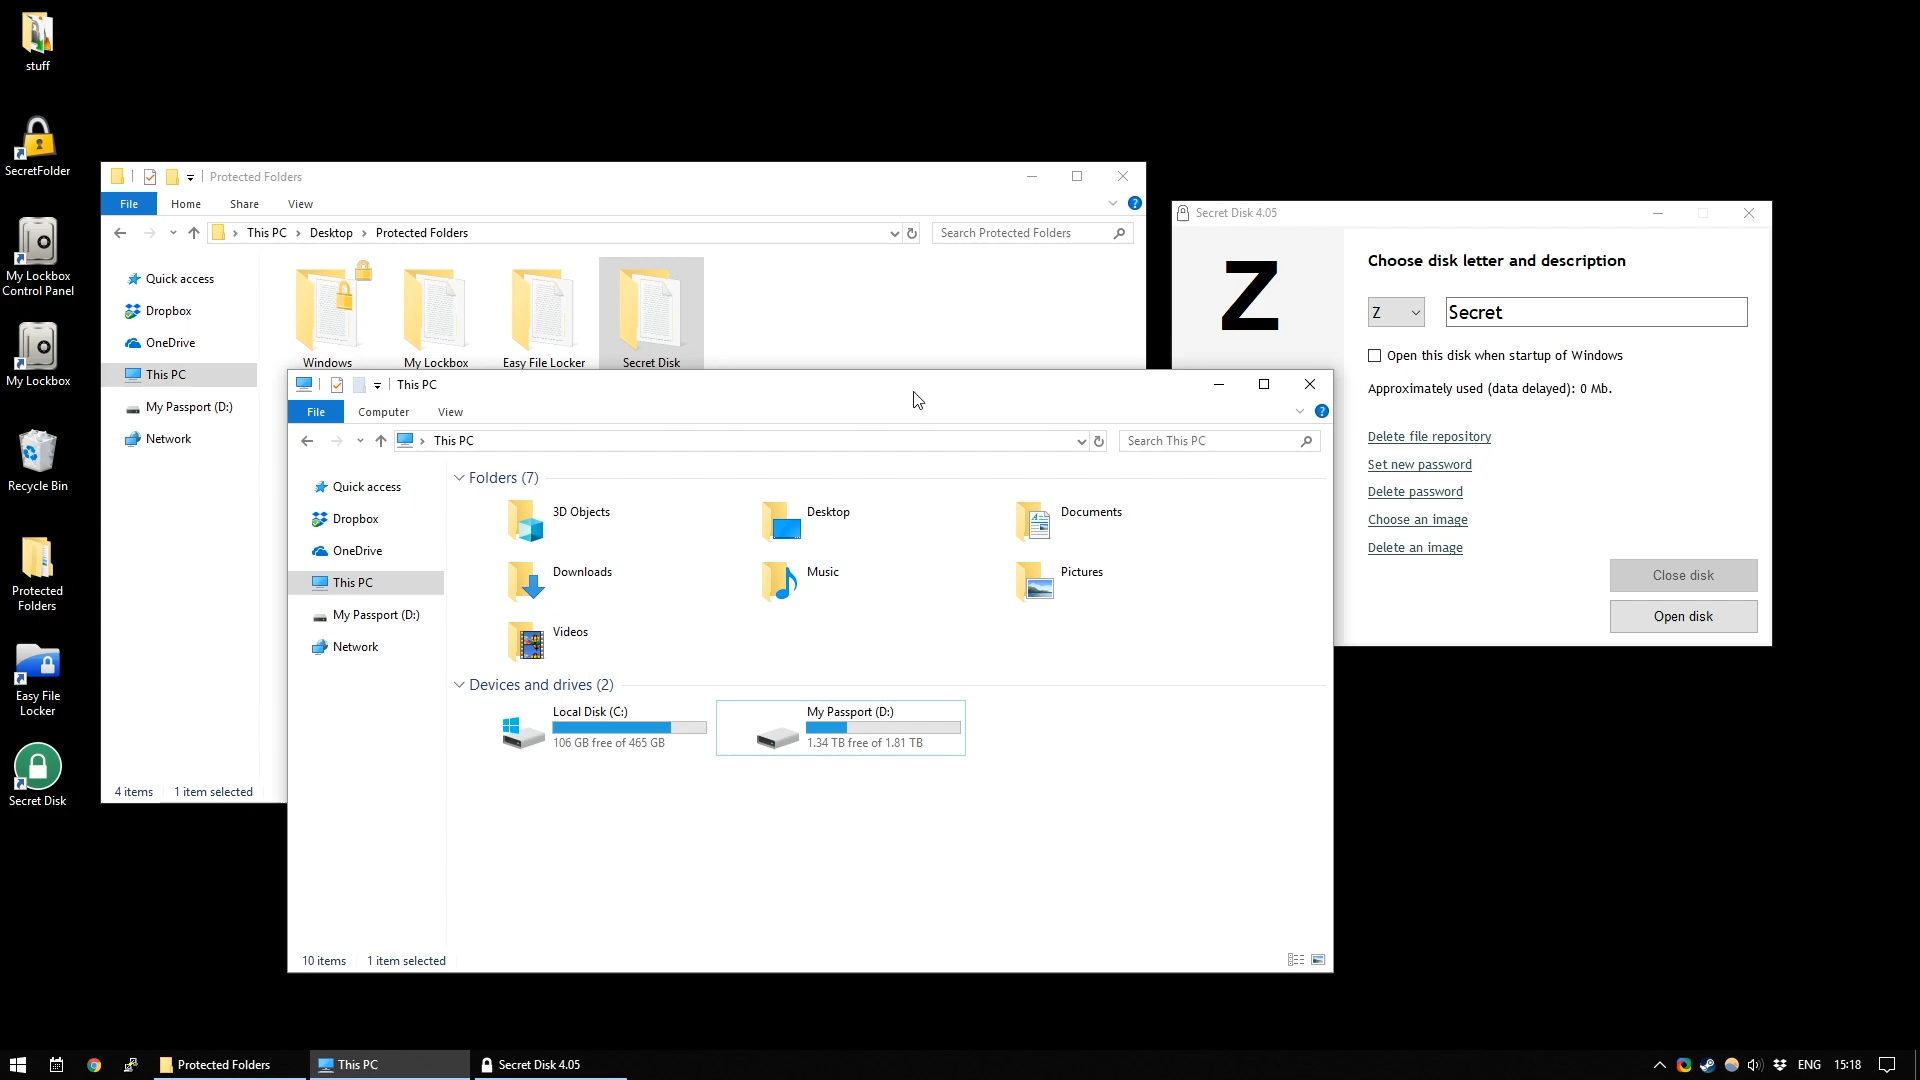 stuff
SecretFolder
My Lockbox
Control Panel
My Lockbox
Recycle Bin
Protected
Folders
Easy File
Locker
Secret Disk
Protected Folders
File Home Share View
This PC Desktop Protected Folders
Search Protected Folders
Quick access
Dropbox
OneDrive
This PC
My Passport (D:)
Network
Windows My Lockbox Easy File Locker Secret Disk
4 items 1 item selected
Secret Disk 4.05
Z
Choose disk letter and description
Z Secret
Open this disk when startup of Windows
Approximately used (data delayed): 0 Mb.
Delete file repository
Set new password
Delete password
Choose an image
Delete an image
Close disk
Open disk
This PC
File Computer View
This PC
Search This PC
Quick access
Dropbox
OneDrive
This PC
My Passport (D:)
Network
Folders (7)
3D Objects Desktop Documents
Downloads Music Pictures
Videos
Devices and drives (2)
Local Disk (C:)
106 GB free of 465 GB
My Passport (D:)
1.34 TB free of 1.81 TB
10 items 1 item selected
Protected Folders This PC Secret Disk 4.05 ENG 15:18